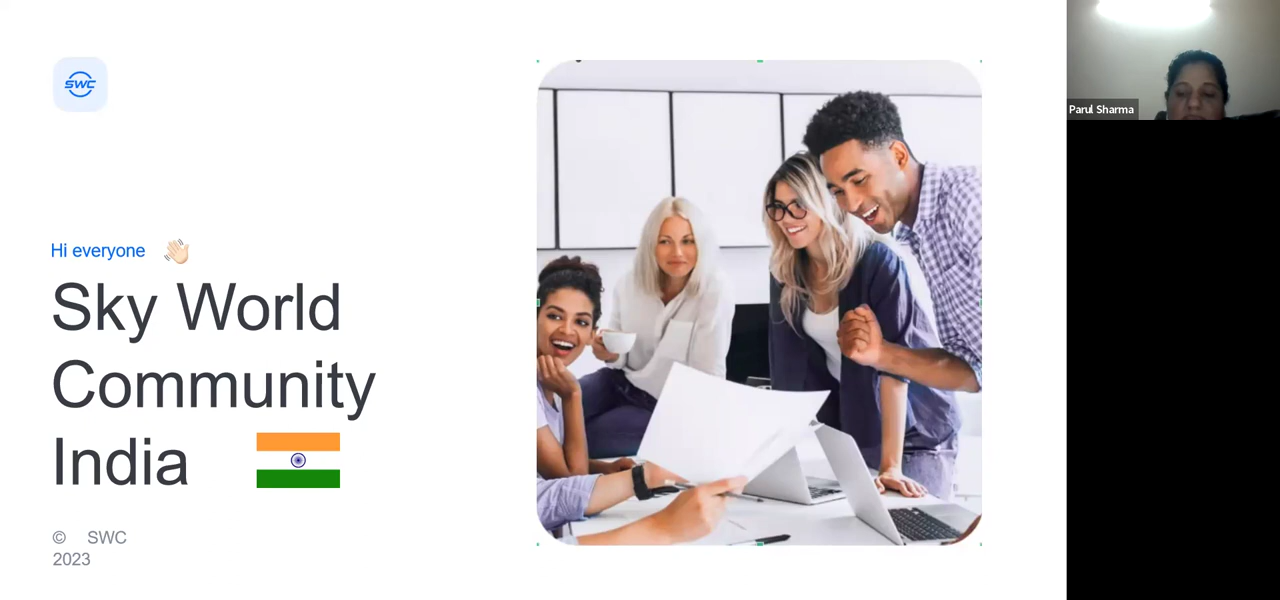 SWC
Hi everyone 👋🏻
Sky World
Community
India
© SWC
2023
Parul Sharma